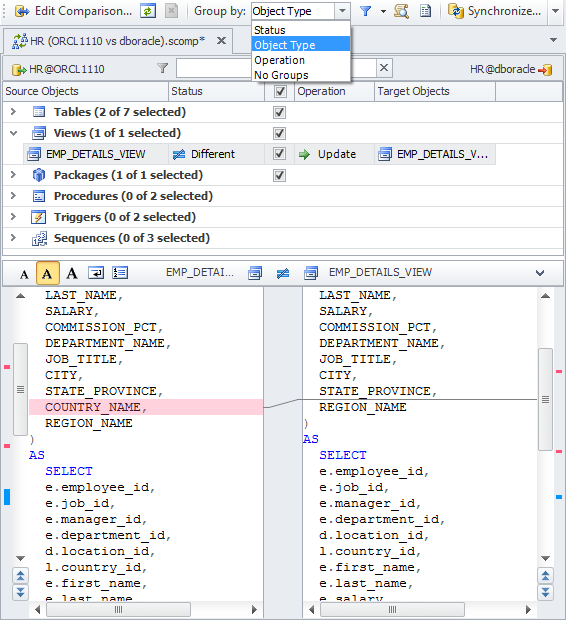 Edit Comparison... Group by: Object Type Synchronize...
Status
Object Type
Operation
No Groups
HR (ORCL1110 vs dboracle).scomp*
HR@ORCL1110 HR@dboracle
Source Objects Status Operation Target Objects
Tables (2 of 7 selected)
Views (1 of 1 selected)
EMP_DETAILS_VIEW Different Update EMP_DETAILS_V...
Packages (1 of 1 selected)
Procedures (0 of 2 selected)
Triggers (0 of 2 selected)
Sequences (0 of 3 selected)
A A A EMP_DETAI... EMP_DETAILS_VIEW
LAST_NAME,
SALARY,
COMMISSION_PCT,
DEPARTMENT_NAME,
JOB_TITLE,
CITY,
STATE_PROVINCE,
COUNTRY_NAME,
REGION_NAME
)
AS
SELECT
e.employee_id,
e.job_id,
e.manager_id,
e.department_id,
d.location_id,
l.country_id,
e.first_name,
e.last_name,
LAST_NAME,
SALARY,
COMMISSION_PCT,
DEPARTMENT_NAME,
JOB_TITLE,
CITY,
STATE_PROVINCE,
REGION_NAME
)
AS
SELECT
e.employee_id,
e.job_id,
e.manager_id,
e.department_id,
d.location_id,
l.country_id,
e.first_name,
e.last_name,
e.salary